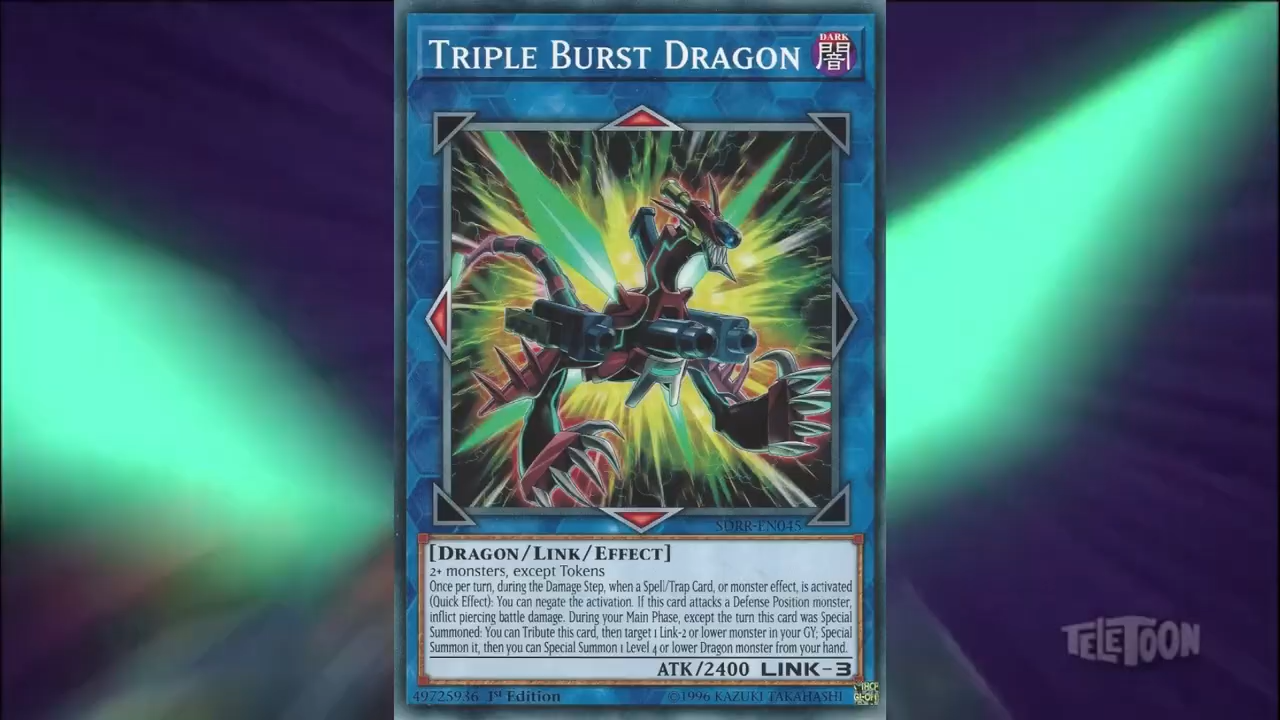 TRIPLE BURST DRAGON
DARK
闇
SDRR-EN045
[DRAGON/LINK/EFFECT]
2+ monsters, except Tokens
Once per turn, during the Damage Step, when a Spell/Trap Card, or monster effect, is activated
(Quick Effect): You can negate the activation. If this card attacks a Defense Position monster,
inflict piercing battle damage. During your Main Phase, except the turn this card was Special
Summoned: You can Tribute this card, then target 1 Link-2 or lower monster in your GY; Special
Summon it, then you can Special Summon 1 Level 4 or lower Dragon monster from your hand.
ATK/2400 LINK-3
49725936 1st Edition ©1996 KAZUKI TAKAHASHI
TELETOON